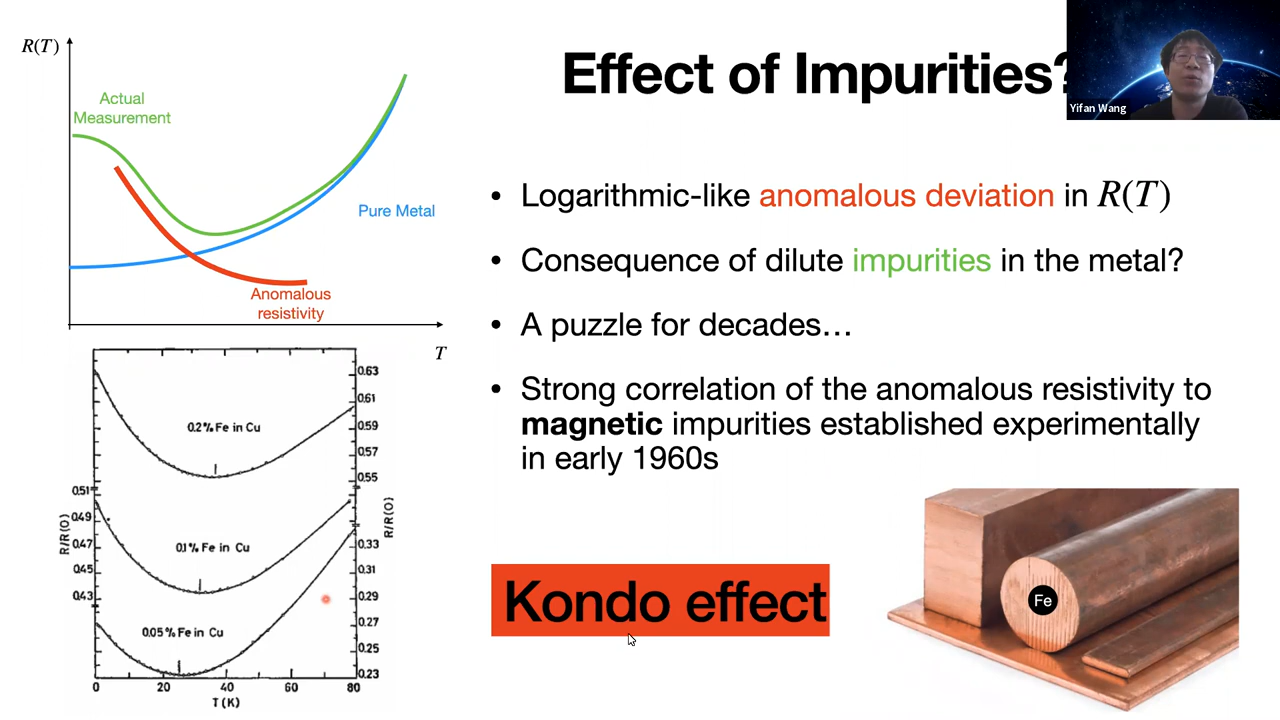 R(T)
Actual
Measurement
Pure Metal
Anomalous
resistivity
T
Effect of Impurities?
Yifan Wang
• Logarithmic-like anomalous deviation in R(T)
• Consequence of dilute impurities in the metal?
• A puzzle for decades…
• Strong correlation of the anomalous resistivity to
magnetic impurities established experimentally
in early 1960s
Kondo effect
Fe
0.63
0.61
0.2% Fe in Cu
0.59
0.57
0.55
0.51
0.49
0.47
0.45
0.43
R/R(O)
0.1% Fe in Cu
R/R(O)
0.33
0.31
0.29
0.27
0.25
0.23
0.05% Fe in Cu
0 20 40 60 80
T(K)